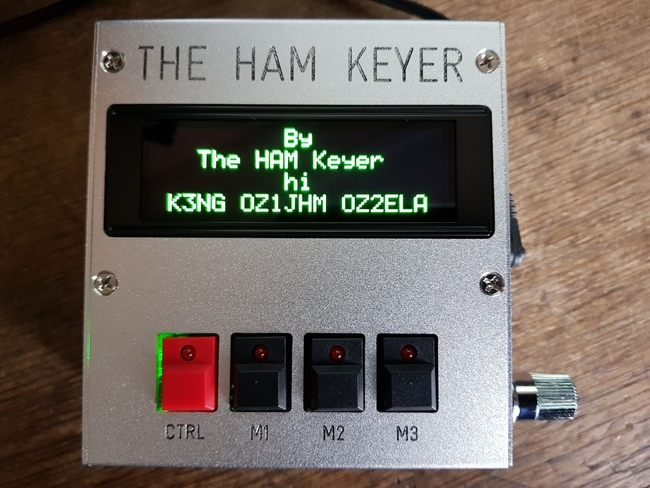 THE HAM KEYER
By
The HAM Keyer
hi
K3NG OZ1JHM OZ2ELA
CTRL M1 M2 M3